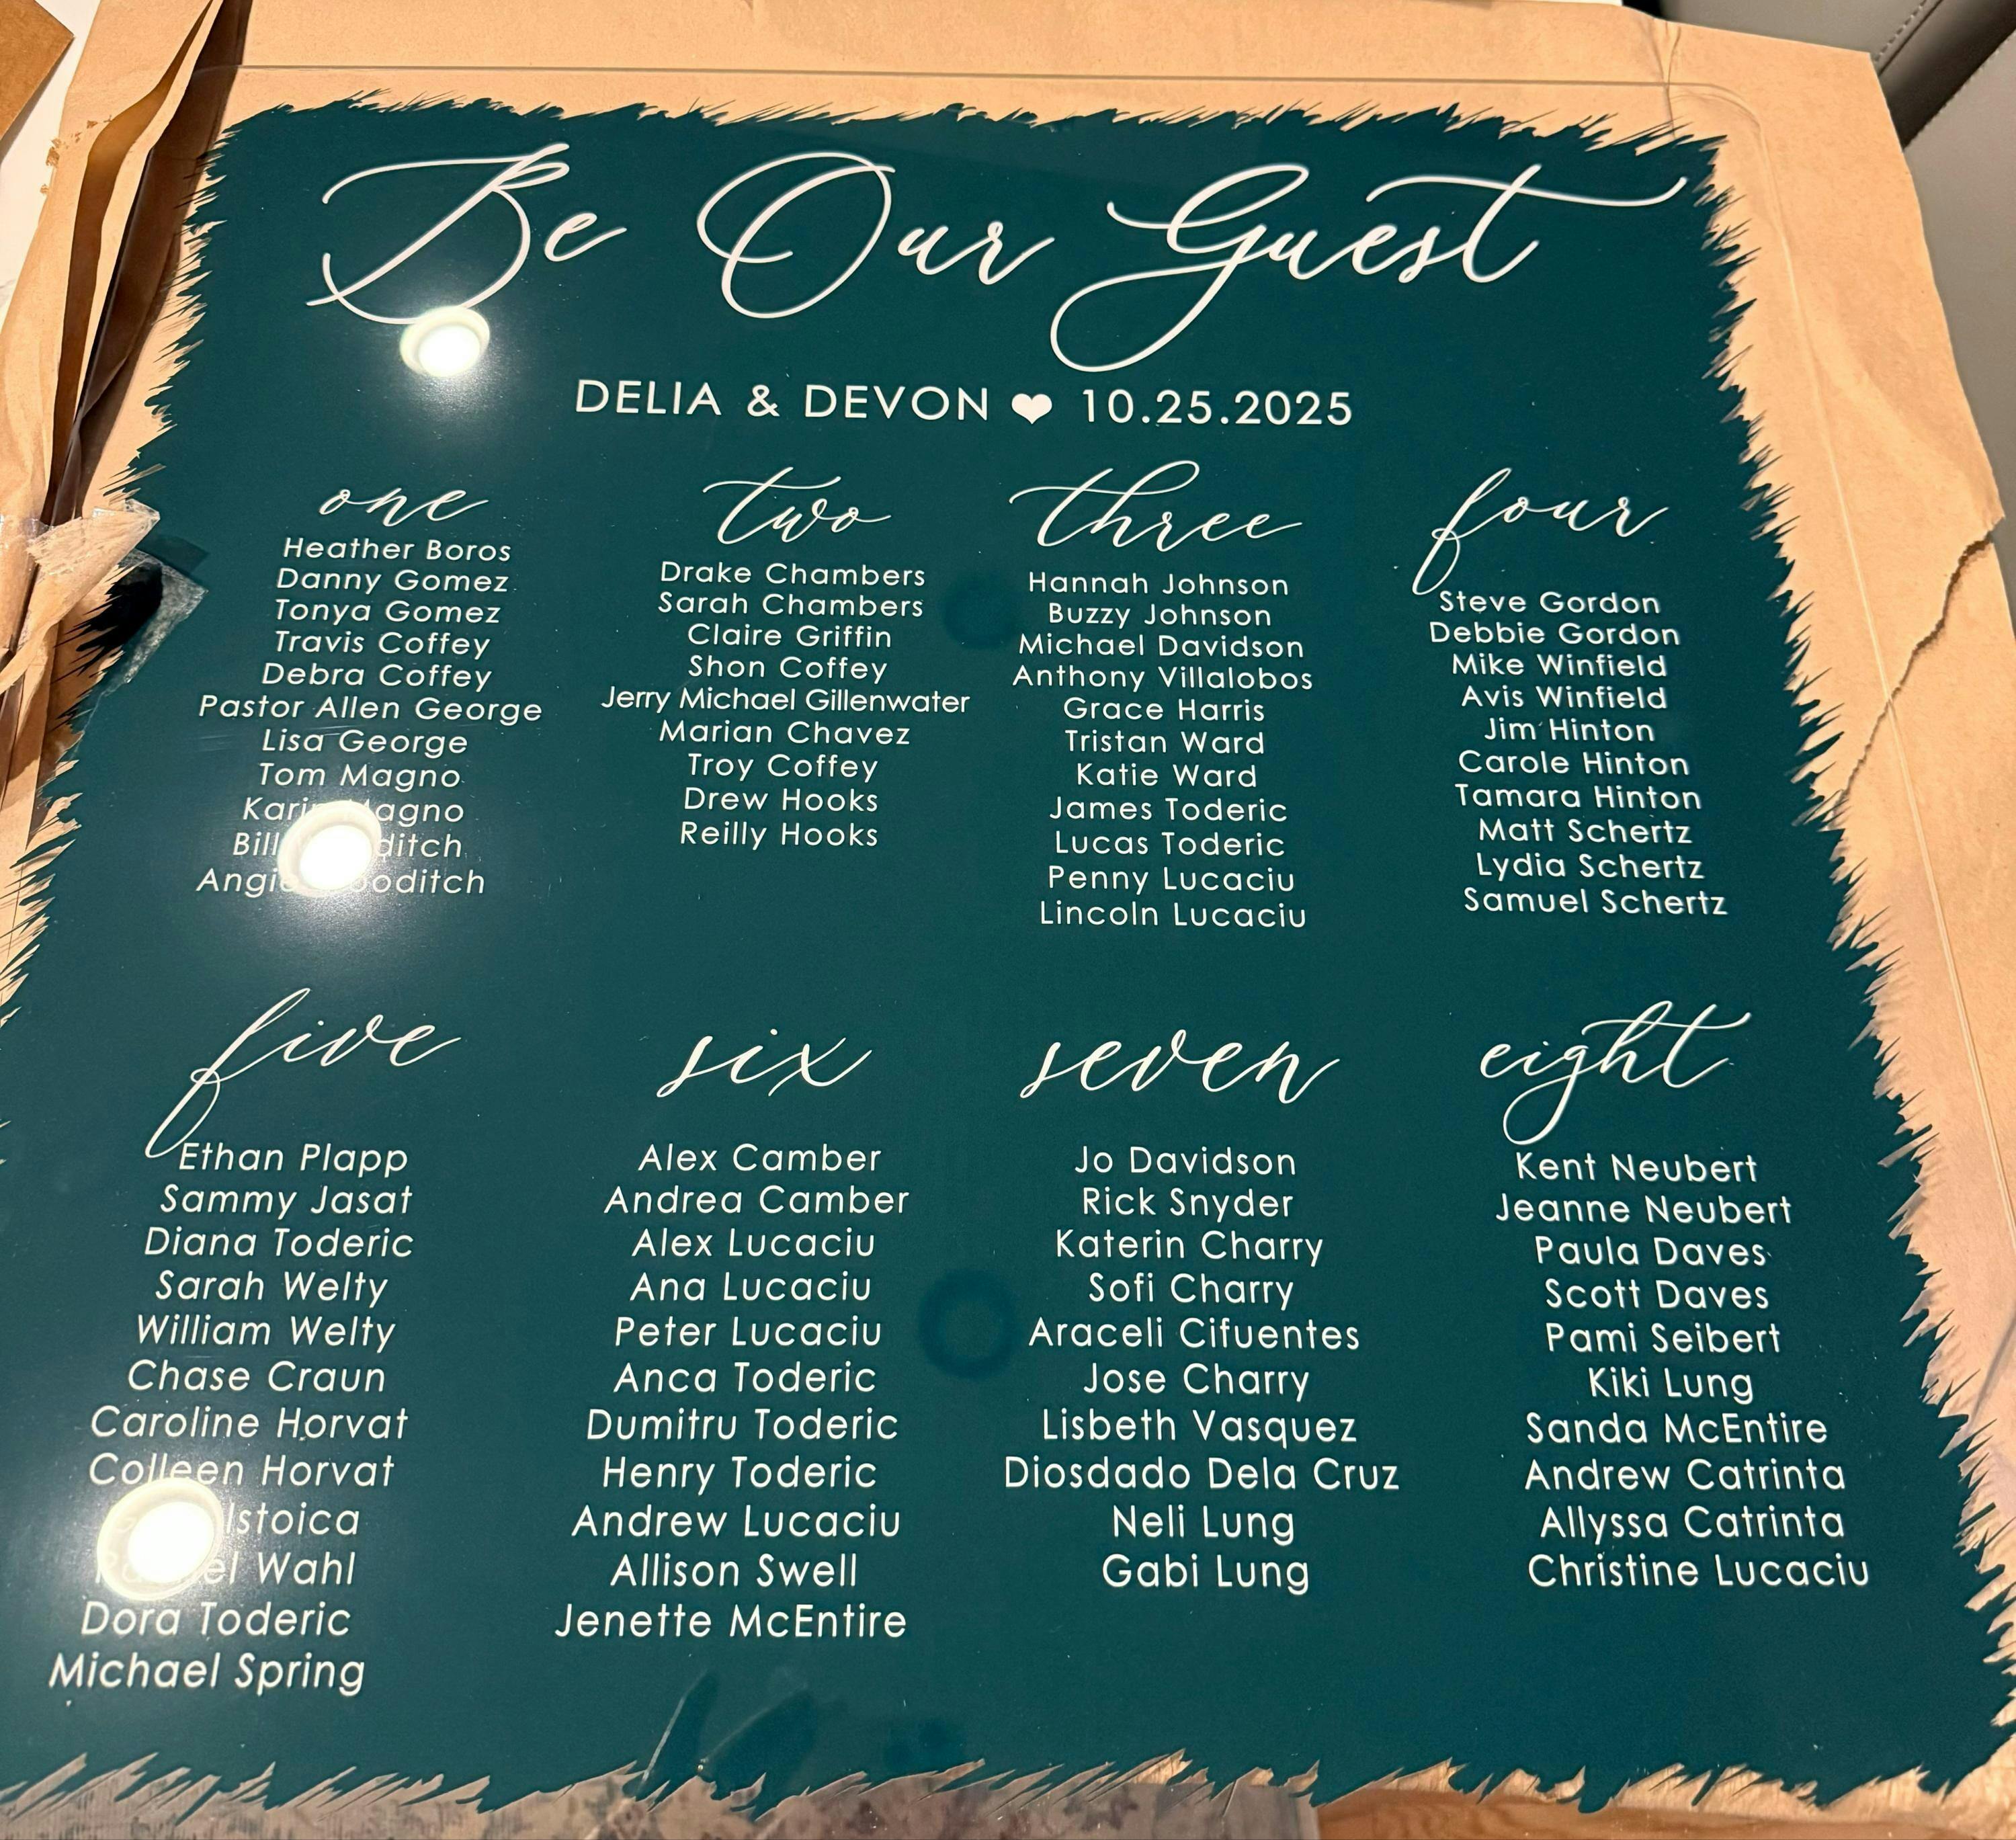 Be Our Guest
DELIA & DEVON ❤ 10.25.2025
one
Heather Boros
Danny Gomez
Tonya Gomez
Travis Coffey
Debra Coffey
Pastor Allen George
Lisa George
Tom Magno
Magno
Bill
Angie
two
Drake Chambers
Sarah Chambers
Claire Griffin
Shon Coffey
Jerry Michael Gillenwater
Marian Chavez
Troy Coffey
Drew Hooks
Reilly Hooks
three
Hannah Johnson
Buzzy Johnson
Michael Davidson
Anthony Villalobos
Grace Harris
Tristan Ward
Katie Ward
James Toderic
Lucas Toderic
Penny Lucaciu
Lincoln Lucaciu
four
Steve Gordon
Debbie Gordon
Mike Winfield
Avis Winfield
Jim Hinton
Carole Hinton
Tamara Hinton
Matt Schertz
Lydia Schertz
Samuel Schertz
five
Ethan Plapp
Sammy Jasat
Diana Toderic
Sarah Welty
William Welty
Chase Craun
Caroline Horvat
Colleen Horvat
Wahl
Dora Toderic
Michael Spring
six
Alex Camber
Andrea Camber
Alex Lucaciu
Ana Lucaciu
Peter Lucaciu
Anca Toderic
Dumitru Toderic
Henry Toderic
Andrew Lucaciu
Allison Swell
Jenette McEntire
seven
Jo Davidson
Rick Snyder
Katerin Charry
Sofi Charry
Araceli Cifuentes
Jose Charry
Lisbeth Vasquez
Diosdado Dela Cruz
Neli Lung
Gabi Lung
eight
Kent Neubert
Jeanne Neubert
Paula Daves
Scott Daves
Pami Seibert
Kiki Lung
Sanda McEntire
Andrew Catrinta
Allyssa Catrinta
Christine Lucaciu